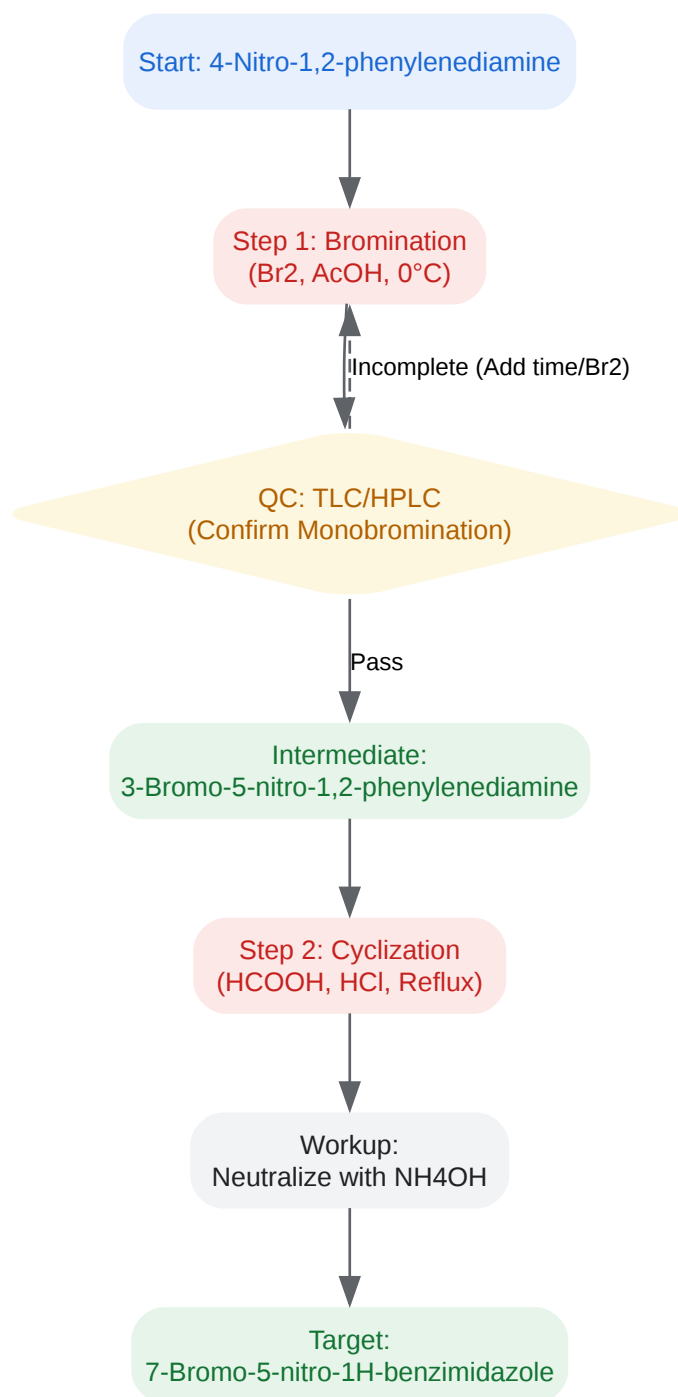 Start: 4-Nitro-1,2-phenylenediamine
Step 1: Bromination
(Br2, AcOH, 0°C)
Incomplete (Add time/Br2)
QC: TLC/HPLC
(Confirm Monobromination)
Pass
Intermediate:
3-Bromo-5-nitro-1,2-phenylenediamine
Step 2: Cyclization
(HCOOH, HCl, Reflux)
Workup:
Neutralize with NH4OH
Target:
7-Bromo-5-nitro-1H-benzimidazole